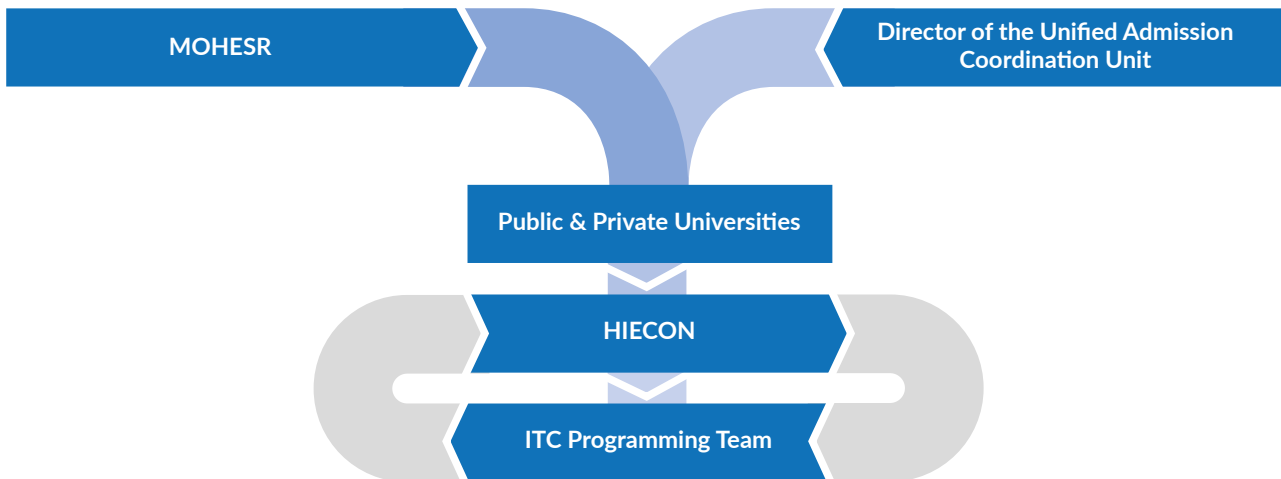 MOHESR
Director of the Unified Admission
Coordination Unit
Public & Private Universities
HIECON
ITC Programming Team